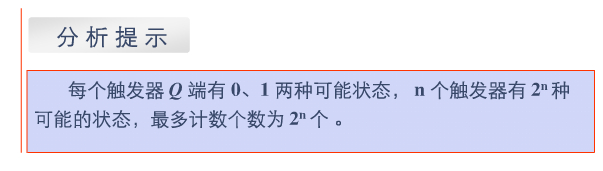 分析提示
每个触发器 Q 端有 0、1 两种可能状态， n 个触发器有 2ⁿ 种
可能的状态，最多计数个数为 2ⁿ 个 。